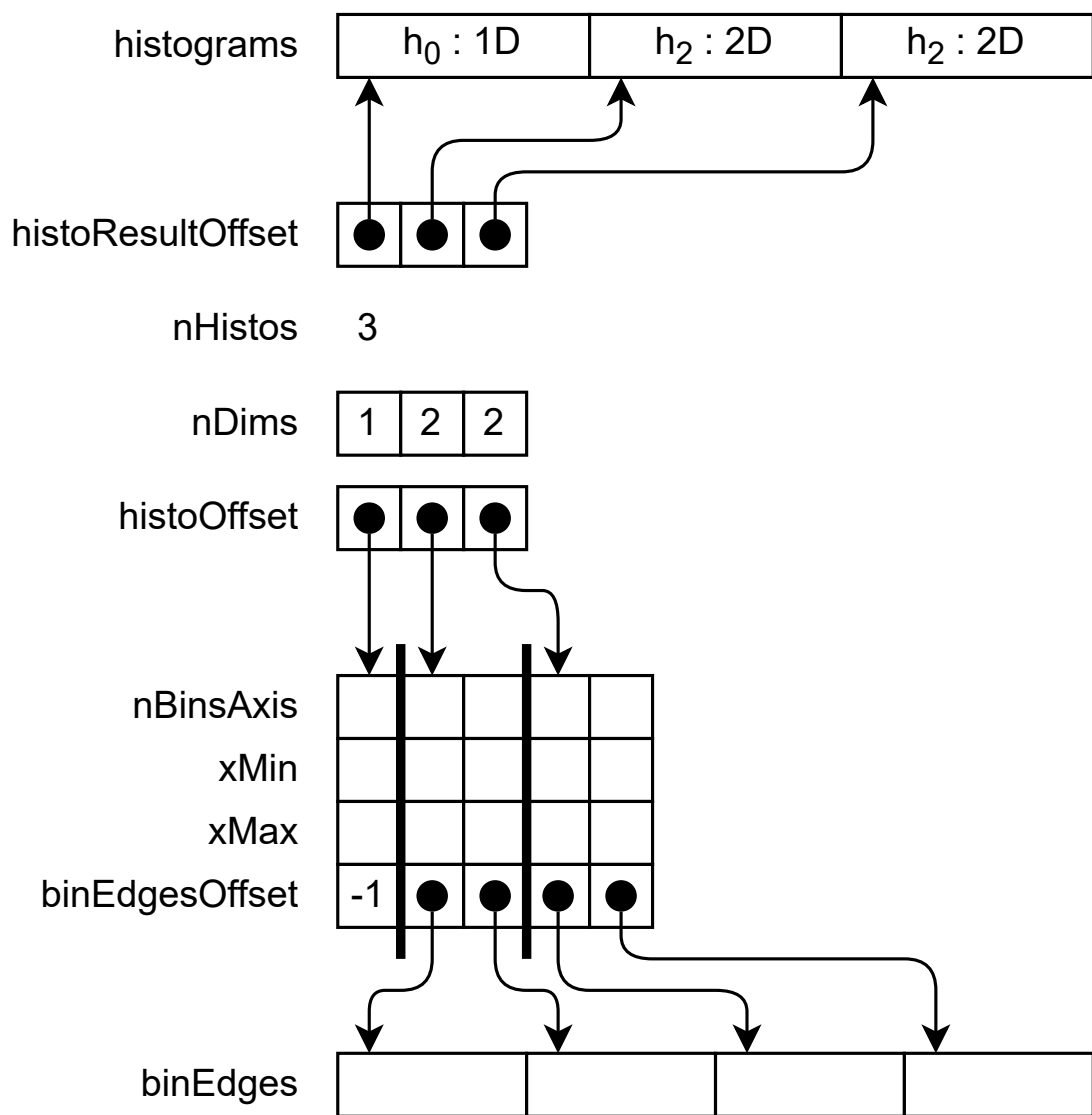 histograms h₀ : 1D h₂ : 2D h₂ : 2D
histoResultOffset
nHistos 3
nDims 1 2 2
histoOffset
nBinsAxis
xMin
xMax
binEdgesOffset -1
binEdges